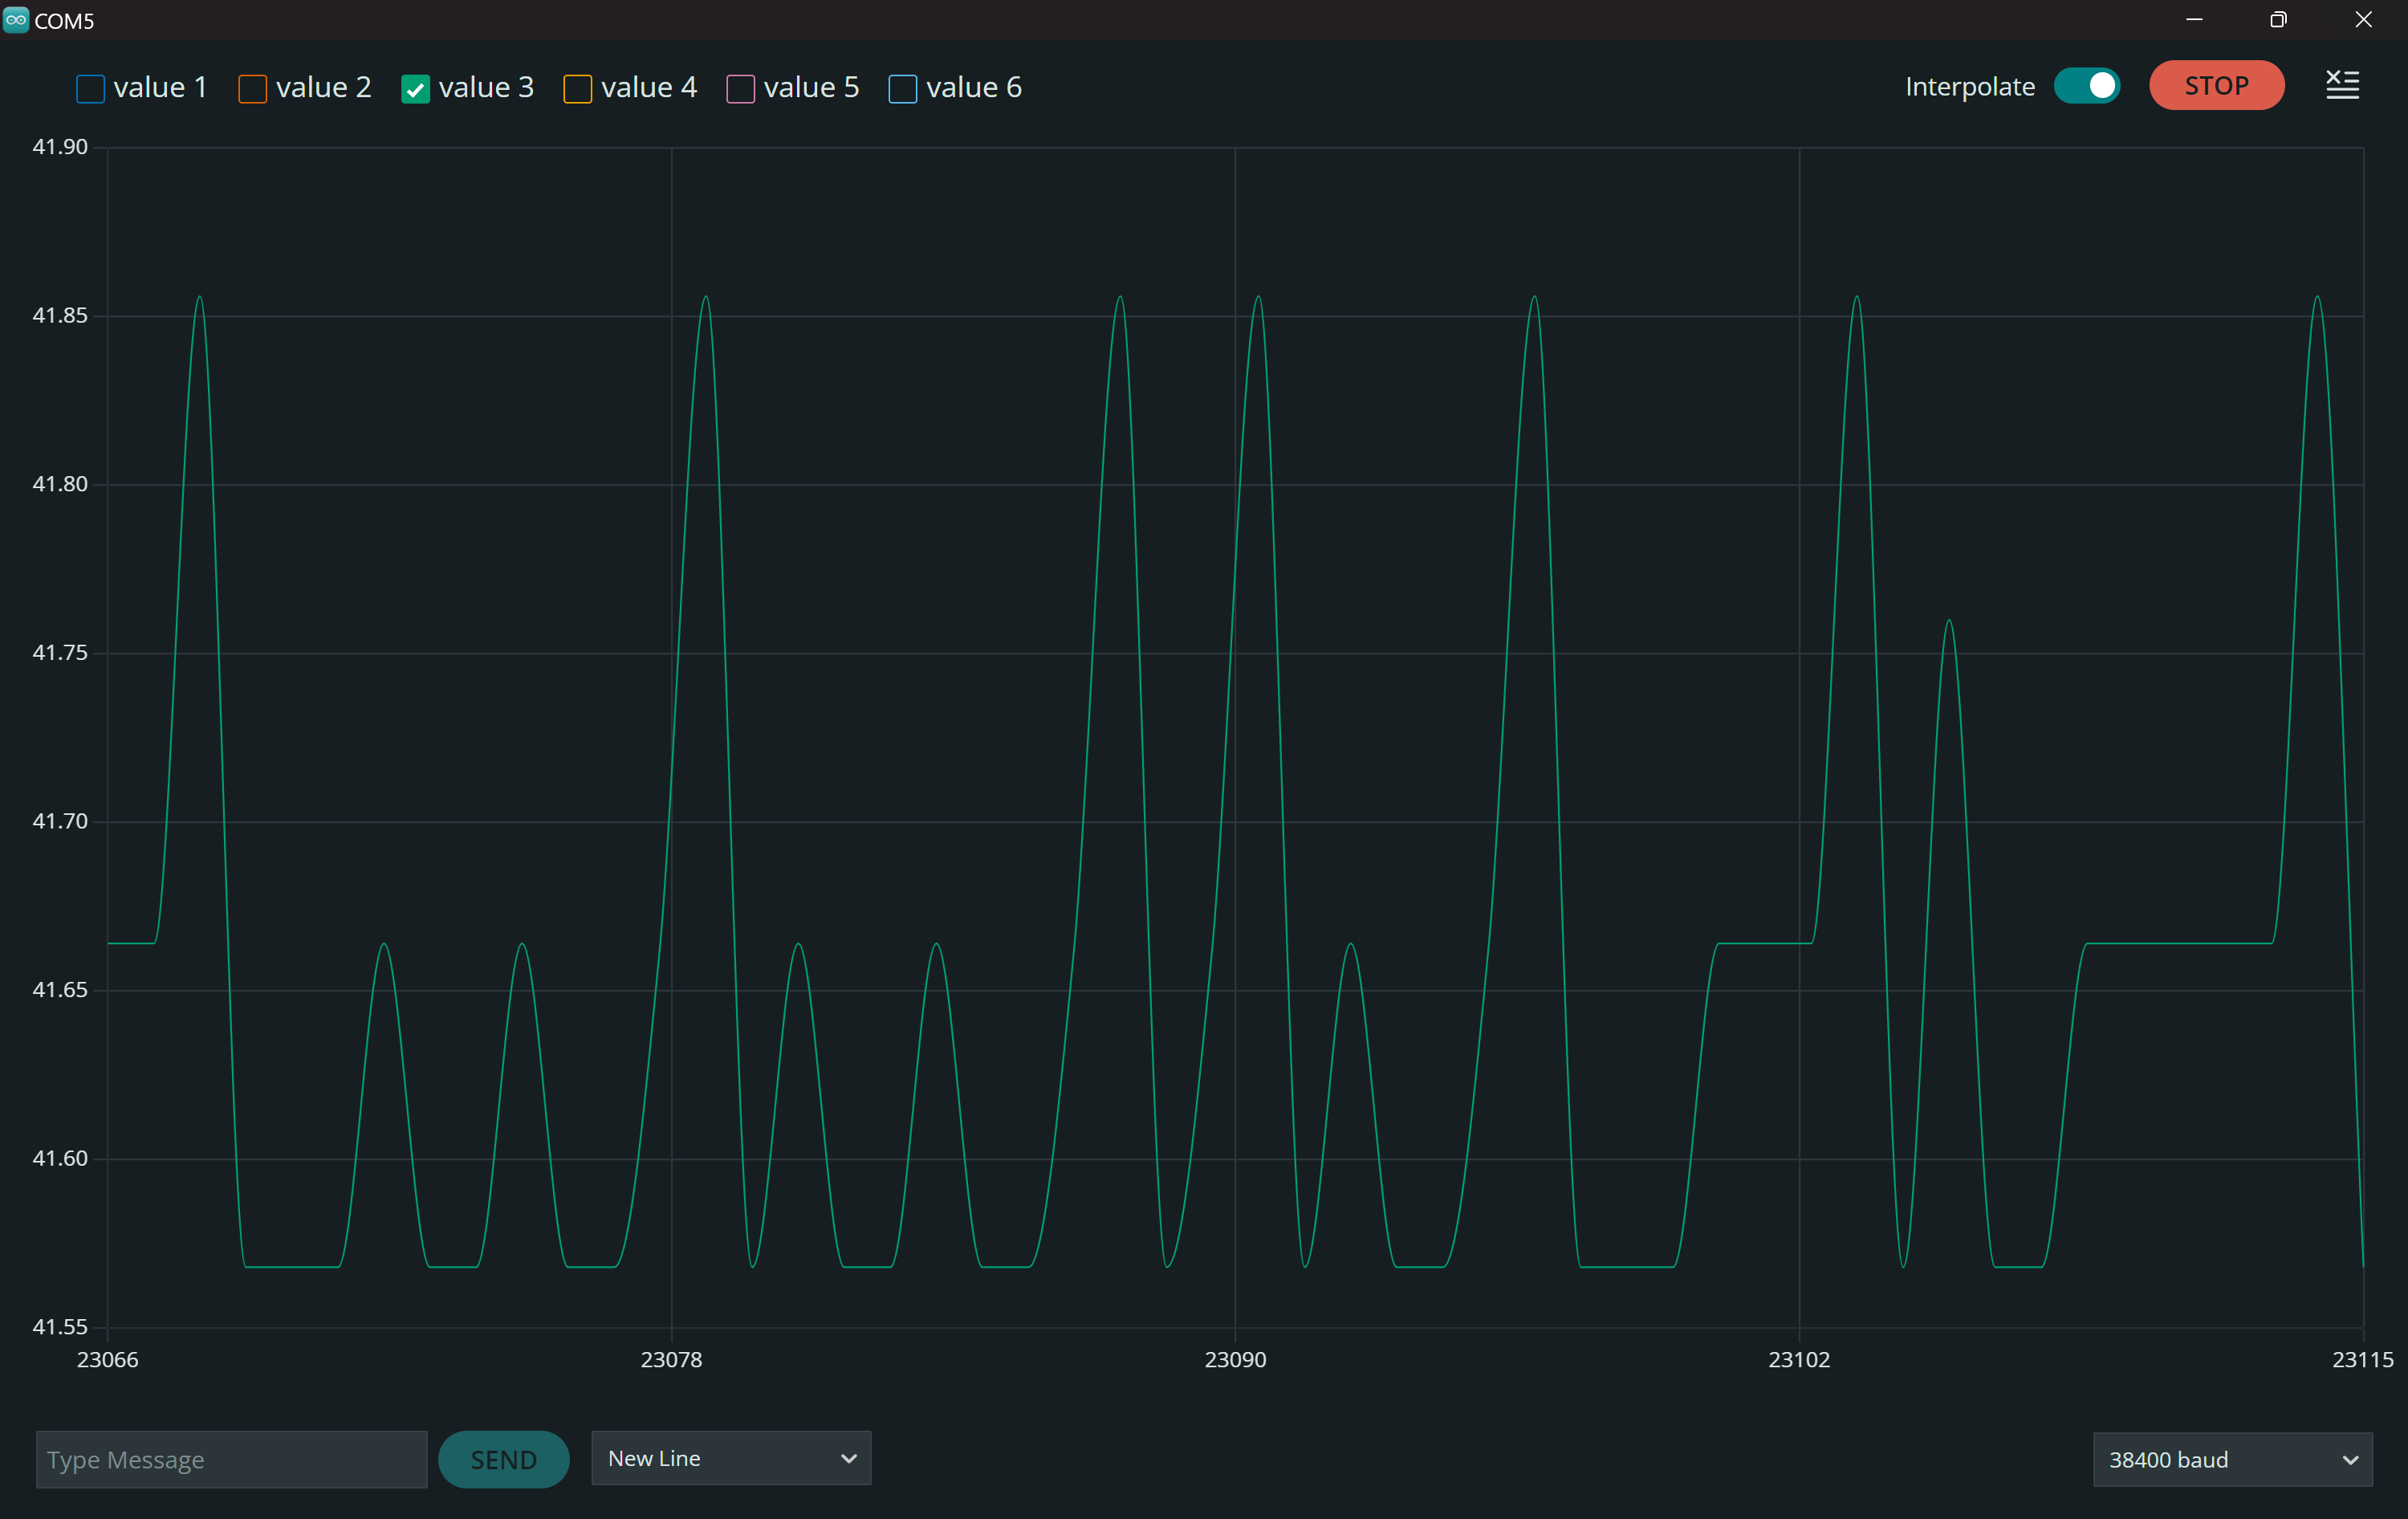 COM5
value 1 value 2 value 3 value 4 value 5 value 6 Interpolate STOP
41.90
41.85
41.80
41.75
41.70
41.65
41.60
41.55
23066 23078 23090 23102 23115
Type Message SEND New Line 38400 baud